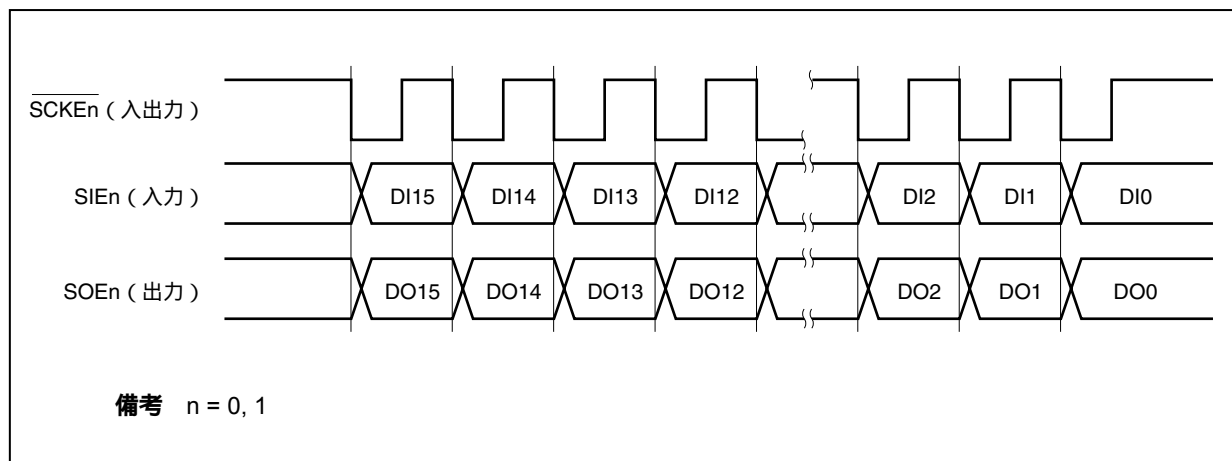 SCKEn（入出力）
SIEn（入力） DI15 DI14 DI13 DI12 DI2 DI1 DI0
SOEn（出力） DO15 DO14 DO13 DO12 DO2 DO1 DO0
備考 n = 0, 1